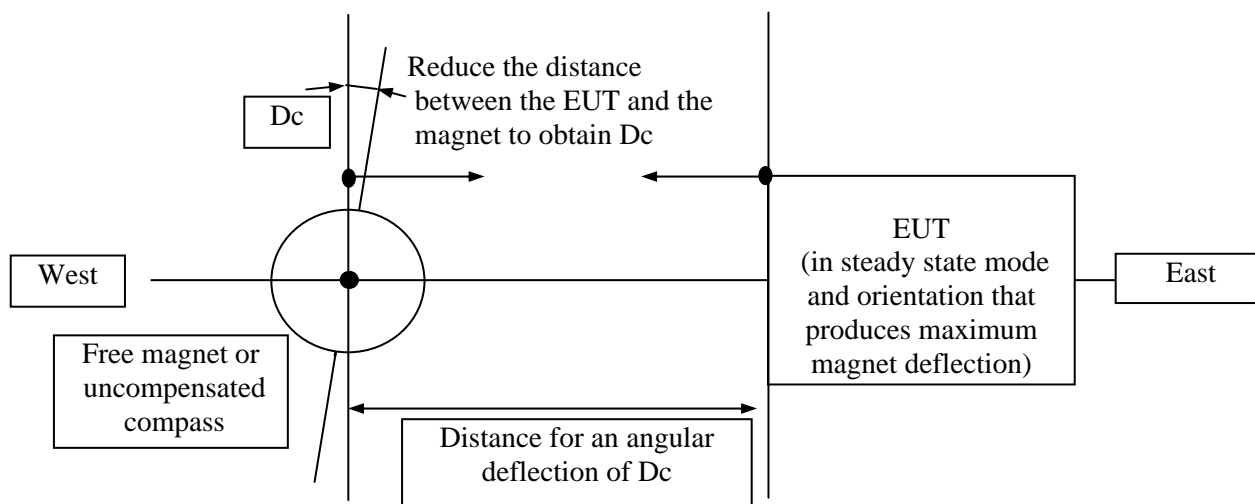 Reduce the distance
between the EUT and the
magnet to obtain Dc
Dc
EUT
(in steady state mode
and orientation that
produces maximum
magnet deflection)
West
East
Free magnet or
uncompensated
compass
Distance for an angular
deflection of Dc